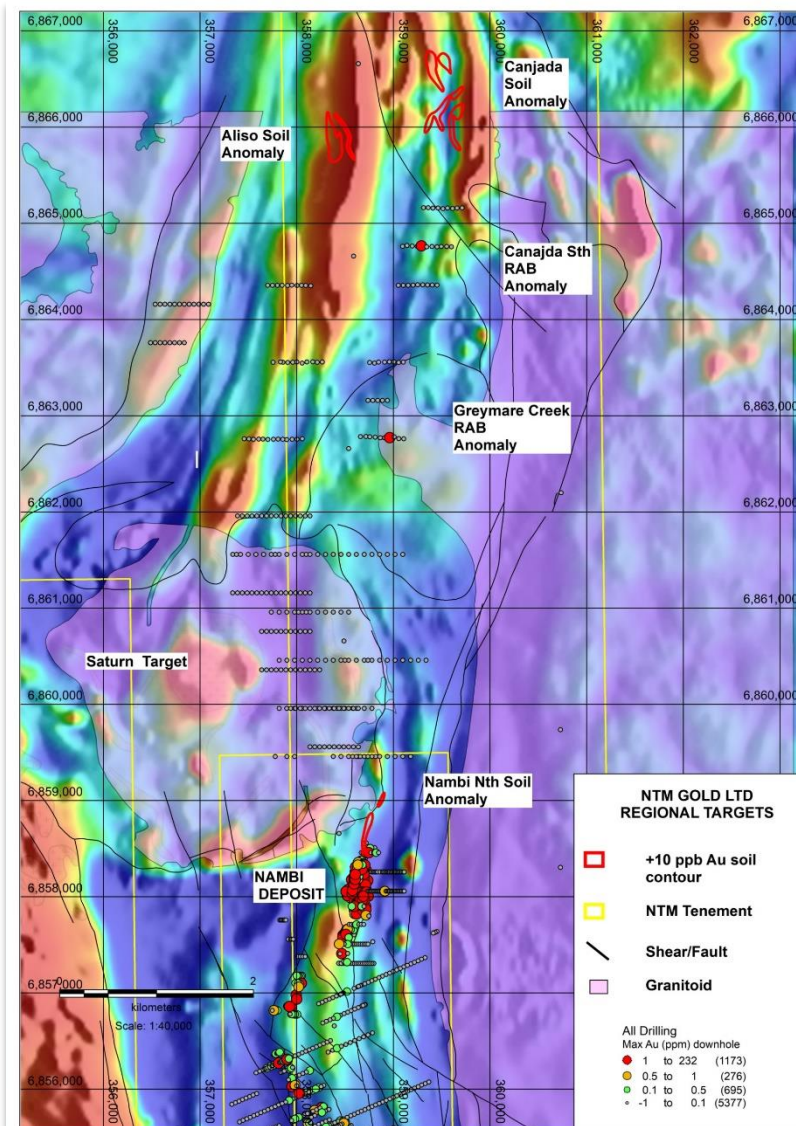 6,867,000
356,000
357,000
358,000
359,000
360,000
361,000
362,000
6,867,000
Canjada
Soil
Anomaly
6,866,000
Aliso Soil
Anomaly
6,866,000
6,865,000
6,865,000
Canajda Sth
RAB
Anomaly
6,864,000
6,864,000
6,863,000
Greymare Creek
RAB
Anomaly
6,863,000
6,862,000
6,862,000
6,861,000
6,861,000
Saturn Target
6,860,000
6,860,000
6,859,000
Nambi Nth Soil
Anomaly
NAMBI
DEPOSIT
6,858,000
6,857,000
0
2
kilometers
Scale: 1:40,000
6,856,000
356,000
357,000
358,000
359,000
360,000
NTM GOLD LTD
REGIONAL TARGETS
+10 ppb Au soil
contour
NTM Tenement
Shear/Fault
Granitoid
All Drilling
Max Au (ppm) downhole
1 to 232 (1173)
0.5 to 1 (276)
0.1 to 0.5 (695)
-1 to 0.1 (5377)